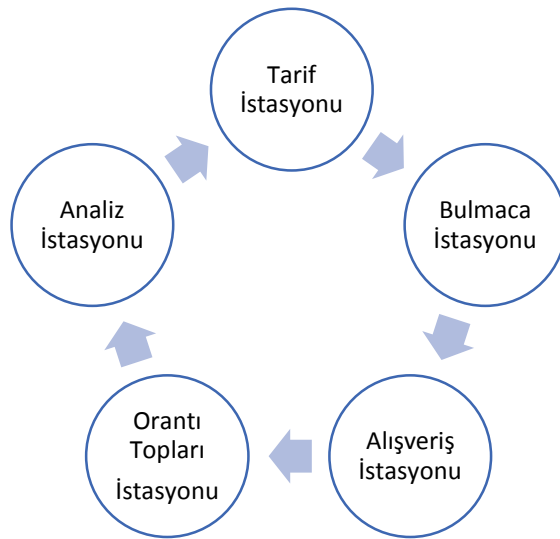 Tarif
İstasyonu
Bulmaca
İstasyonu
Alışveriş
İstasyonu
Orantı
Topları
İstasyonu
Analiz
İstasyonu